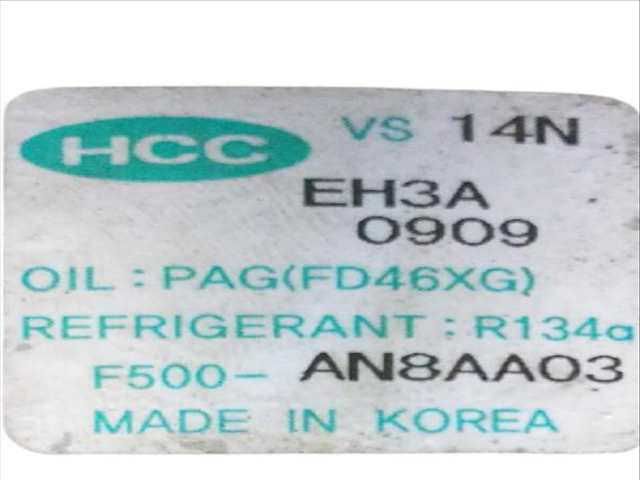 HCC VS 14N
EH3A
0909
OIL : PAG(FD46XG)
REFRIGERANT : R134a
F500- AN8AA03
MADE IN KOREA